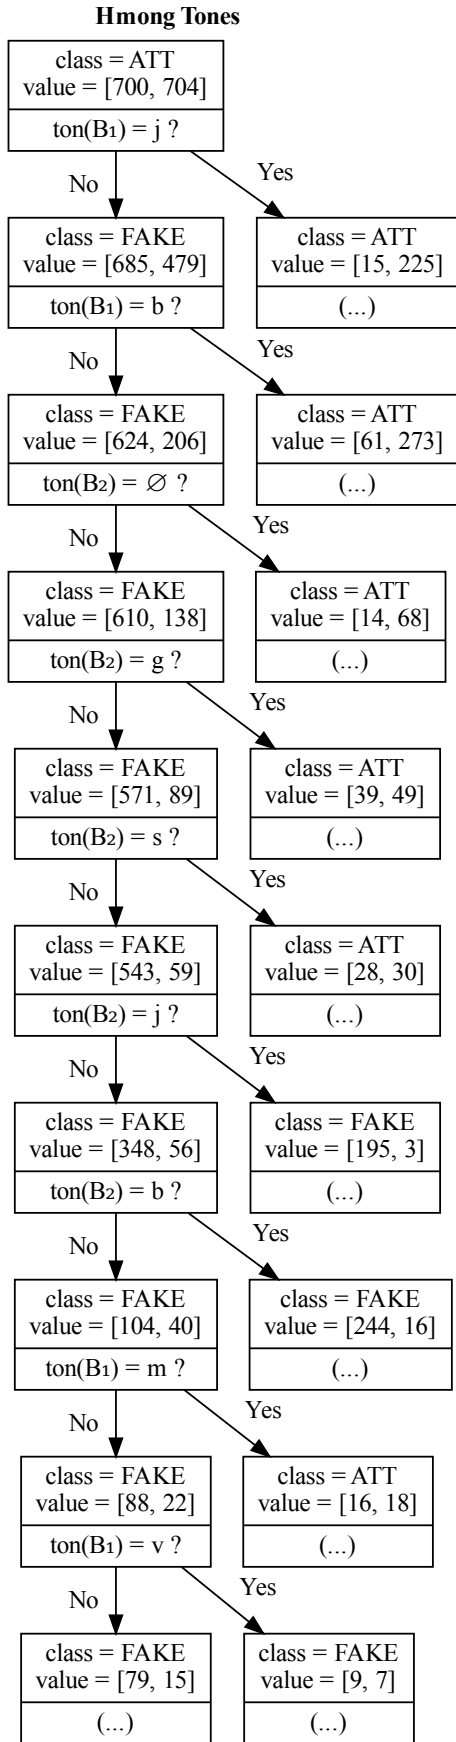 Hmong Tones
class = ATT
value = [700, 704]
ton(B₁) = j ?
No
Yes
class = FAKE
value = [685, 479]
ton(B₁) = b ?
class = ATT
value = [15, 225]
(...)
No
Yes
class = FAKE
value = [624, 206]
ton(B₂) = ∅ ?
class = ATT
value = [61, 273]
(...)
No
Yes
class = FAKE
value = [610, 138]
ton(B₂) = g ?
class = ATT
value = [14, 68]
(...)
No
Yes
class = FAKE
value = [571, 89]
ton(B₂) = s ?
class = ATT
value = [39, 49]
(...)
No
Yes
class = FAKE
value = [543, 59]
ton(B₂) = j ?
class = ATT
value = [28, 30]
(...)
No
Yes
class = FAKE
value = [348, 56]
ton(B₂) = b ?
class = FAKE
value = [195, 3]
(...)
No
Yes
class = FAKE
value = [104, 40]
ton(B₁) = m ?
class = FAKE
value = [244, 16]
(...)
No
Yes
class = FAKE
value = [88, 22]
ton(B₁) = v ?
class = ATT
value = [16, 18]
(...)
No
Yes
class = FAKE
value = [79, 15]
(...)
class = FAKE
value = [9, 7]
(...)